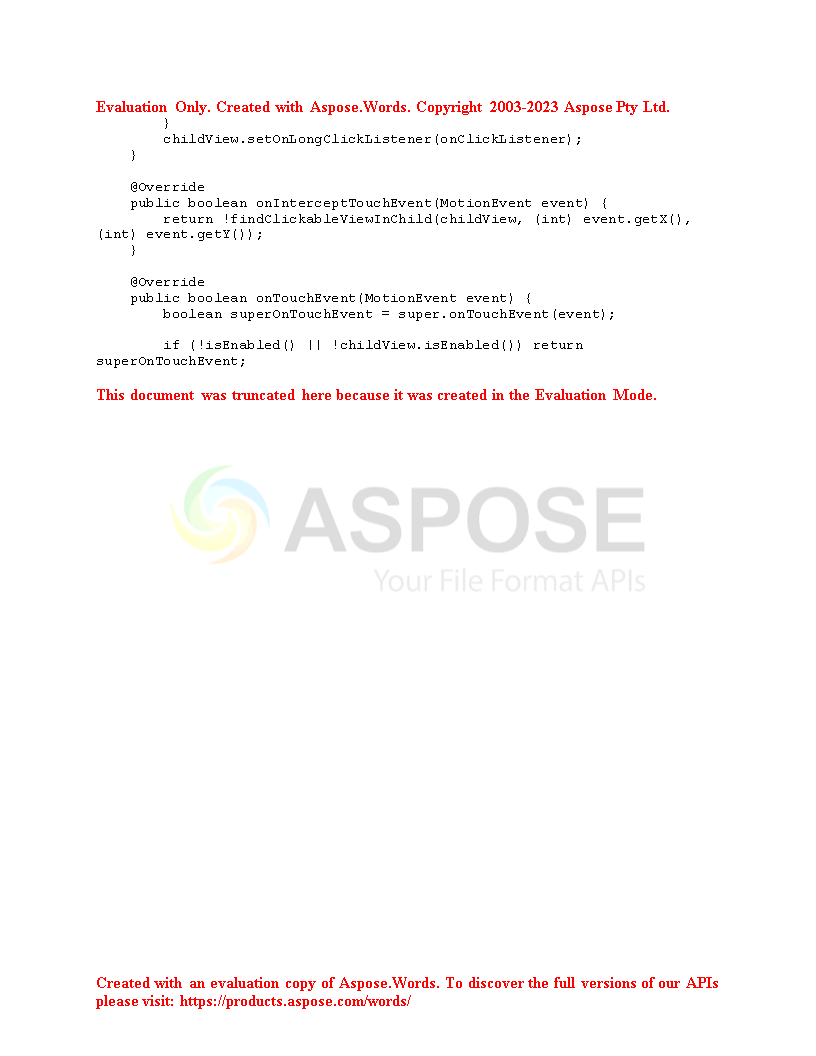 Evaluation Only. Created with Aspose.Words. Copyright 2003-2023 Aspose Pty Ltd.
        }
        childView.setOnLongClickListener(onClickListener);
    }

    @Override
    public boolean onInterceptTouchEvent(MotionEvent event) {
        return !findClickableViewInChild(childView, (int) event.getX(),
(int) event.getY());
    }

    @Override
    public boolean onTouchEvent(MotionEvent event) {
        boolean superOnTouchEvent = super.onTouchEvent(event);

        if (!isEnabled() || !childView.isEnabled()) return
superOnTouchEvent;

This document was truncated here because it was created in the Evaluation Mode.
ASPOSE
Your File Format APIs
Created with an evaluation copy of Aspose.Words. To discover the full versions of our APIs
please visit: https://products.aspose.com/words/